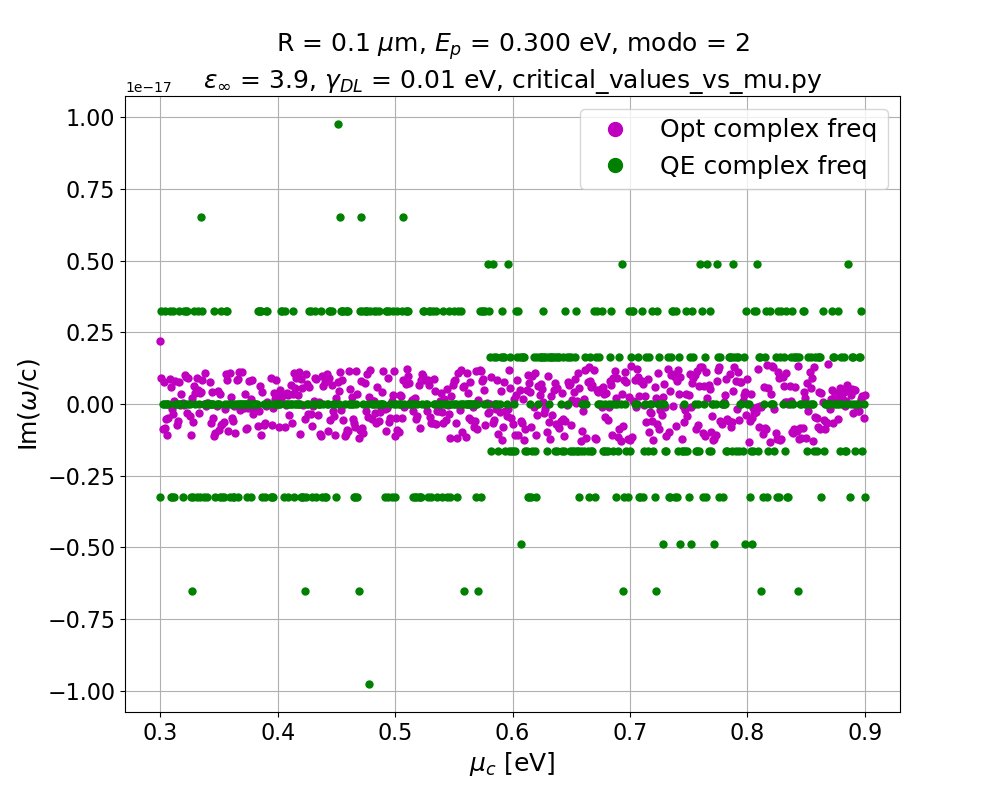 R = 0.1 μm, E_p = 0.300 eV, modo = 2
ε_∞ = 3.9, γ_DL = 0.01 eV, critical_values_vs_mu.py
1e−17
Opt complex freq
QE complex freq
1.00
0.75
0.50
0.25
0.00
−0.25
−0.50
−0.75
−1.00
Im(ω/c)
0.3 0.4 0.5 0.6 0.7 0.8 0.9
μ_c [eV]